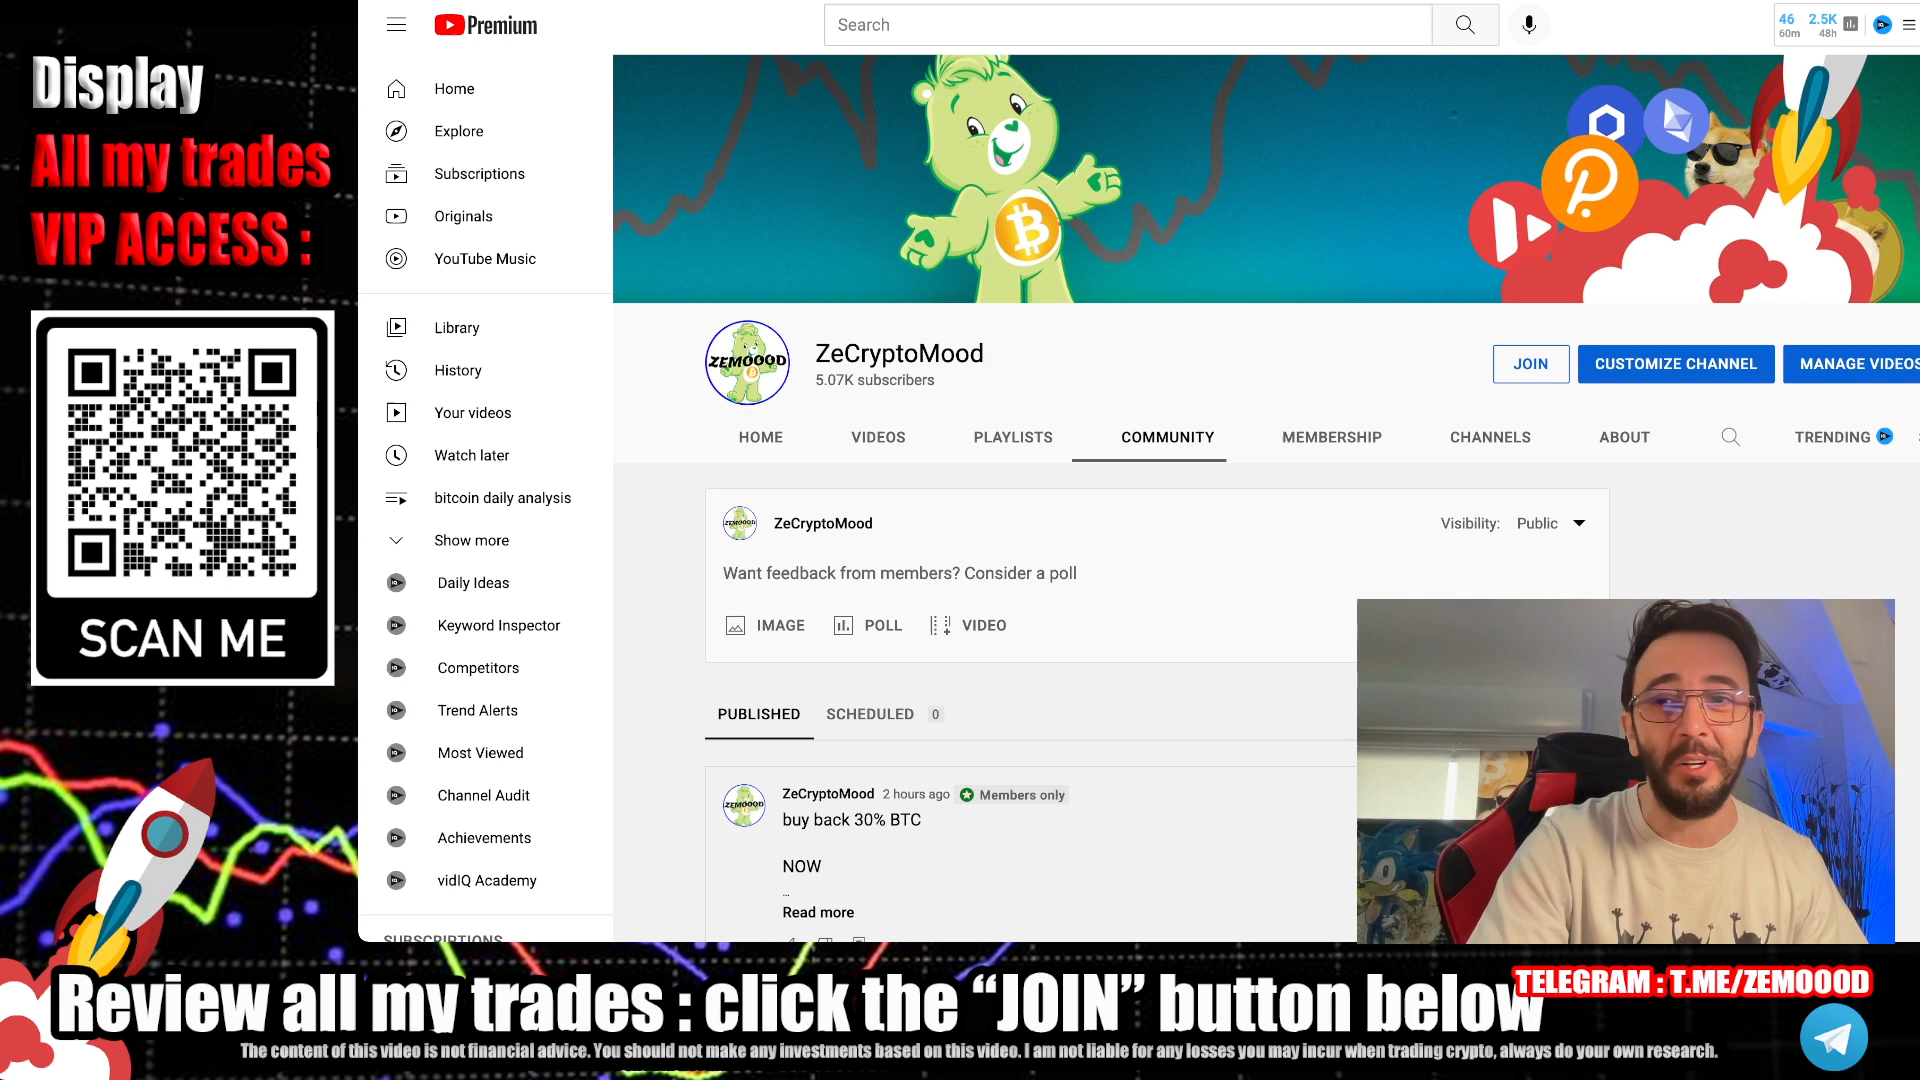 Display
All my trades
VIP ACCESS :
SCAN ME
Premium
Search
46
60m
2.5K
48h
Home
Explore
Subscriptions
Originals
YouTube Music
Library
History
Your videos
Watch later
bitcoin daily analysis
Show more
Daily Ideas
Keyword Inspector
Competitors
Trend Alerts
Most Viewed
Channel Audit
Achievements
vidIQ Academy
SUBSCRIPTIONS
ZEMOOOD
ZeCryptoMood
5.07K subscribers
JOIN
CUSTOMIZE CHANNEL
MANAGE VIDEOS
HOME
VIDEOS
PLAYLISTS
COMMUNITY
MEMBERSHIP
CHANNELS
ABOUT
TRENDING
ZEMOOOD
ZeCryptoMood
Visibility: Public
Want feedback from members? Consider a poll
IMAGE
POLL
VIDEO
PUBLISHED
SCHEDULED 0
ZEMOOOD
ZeCryptoMood 2 hours ago Members only
buy back 30% BTC
NOW
...
Read more
Review all my trades : click the “JOIN” button below
TELEGRAM : T.ME/ZEMOOOD
The content of this video is not financial advice. You should not make any investments based on this video. I am not liable for any losses you may incur when trading crypto, always do your own research.